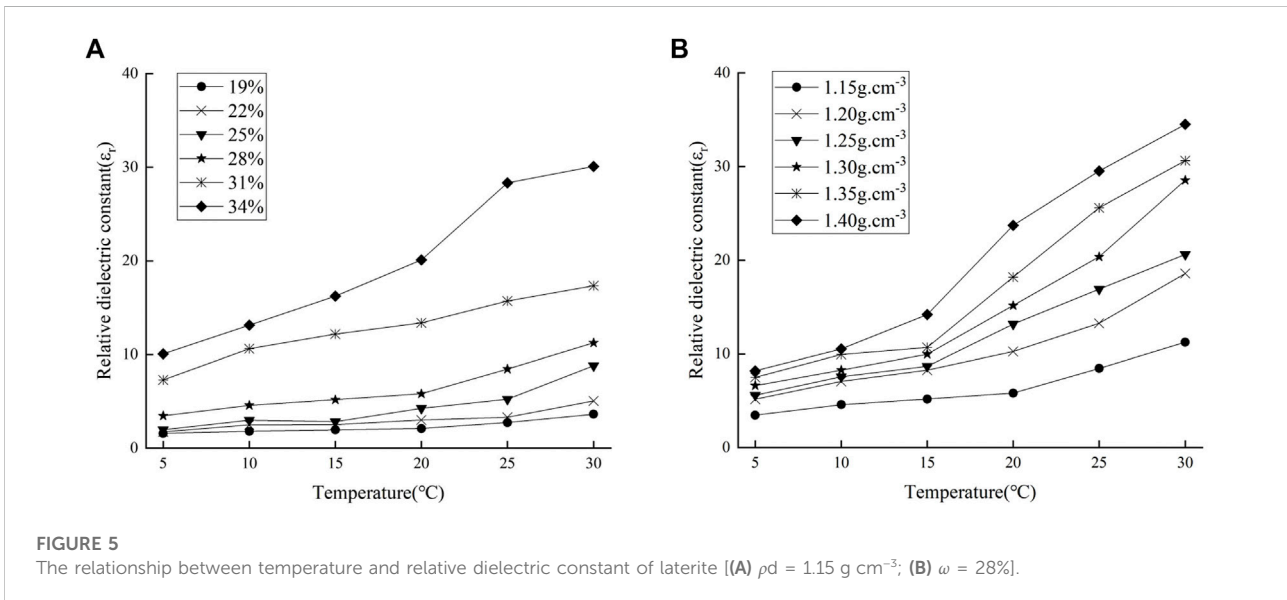 A
40
30
20
10
0
Relative dielectric constant(εr)
19%
22%
25%
28%
31%
34%
5 10 15 20 25 30
Temperature(℃)
B
40
30
20
10
0
Relative dielectric constant(εr)
1.15g.cm⁻³
1.20g.cm⁻³
1.25g.cm⁻³
1.30g.cm⁻³
1.35g.cm⁻³
1.40g.cm⁻³
5 10 15 20 25 30
Temperature(℃)
FIGURE 5
The relationship between temperature and relative dielectric constant of laterite [(A) ρd = 1.15 g cm⁻³; (B) ω = 28%].